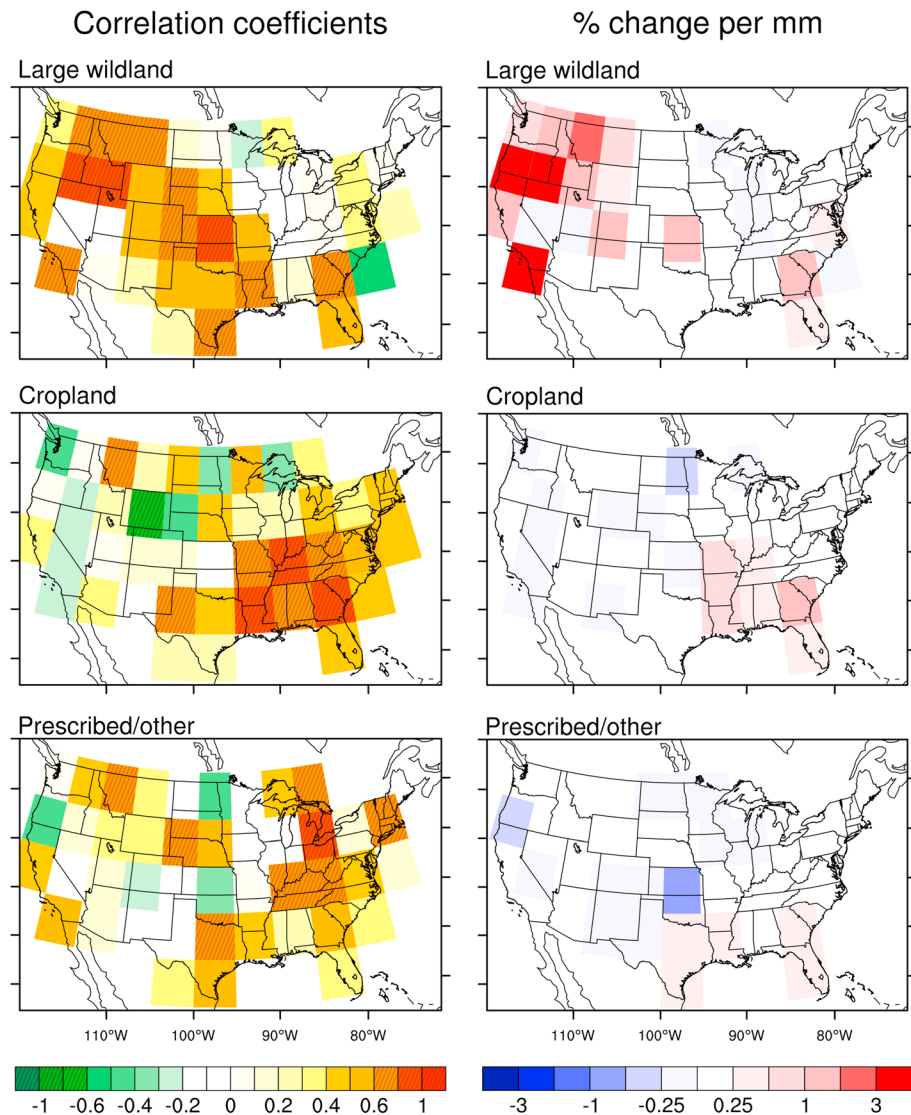 Correlation coefficients
% change per mm
Large wildland
Large wildland
Cropland
Cropland
Prescribed/other
Prescribed/other
110°W 100°W 90°W 80°W
110°W 100°W 90°W 80°W
-1 -0.6 -0.4 -0.2 0 0.2 0.4 0.6 1
-3 -1 -0.25 0.25 1 3